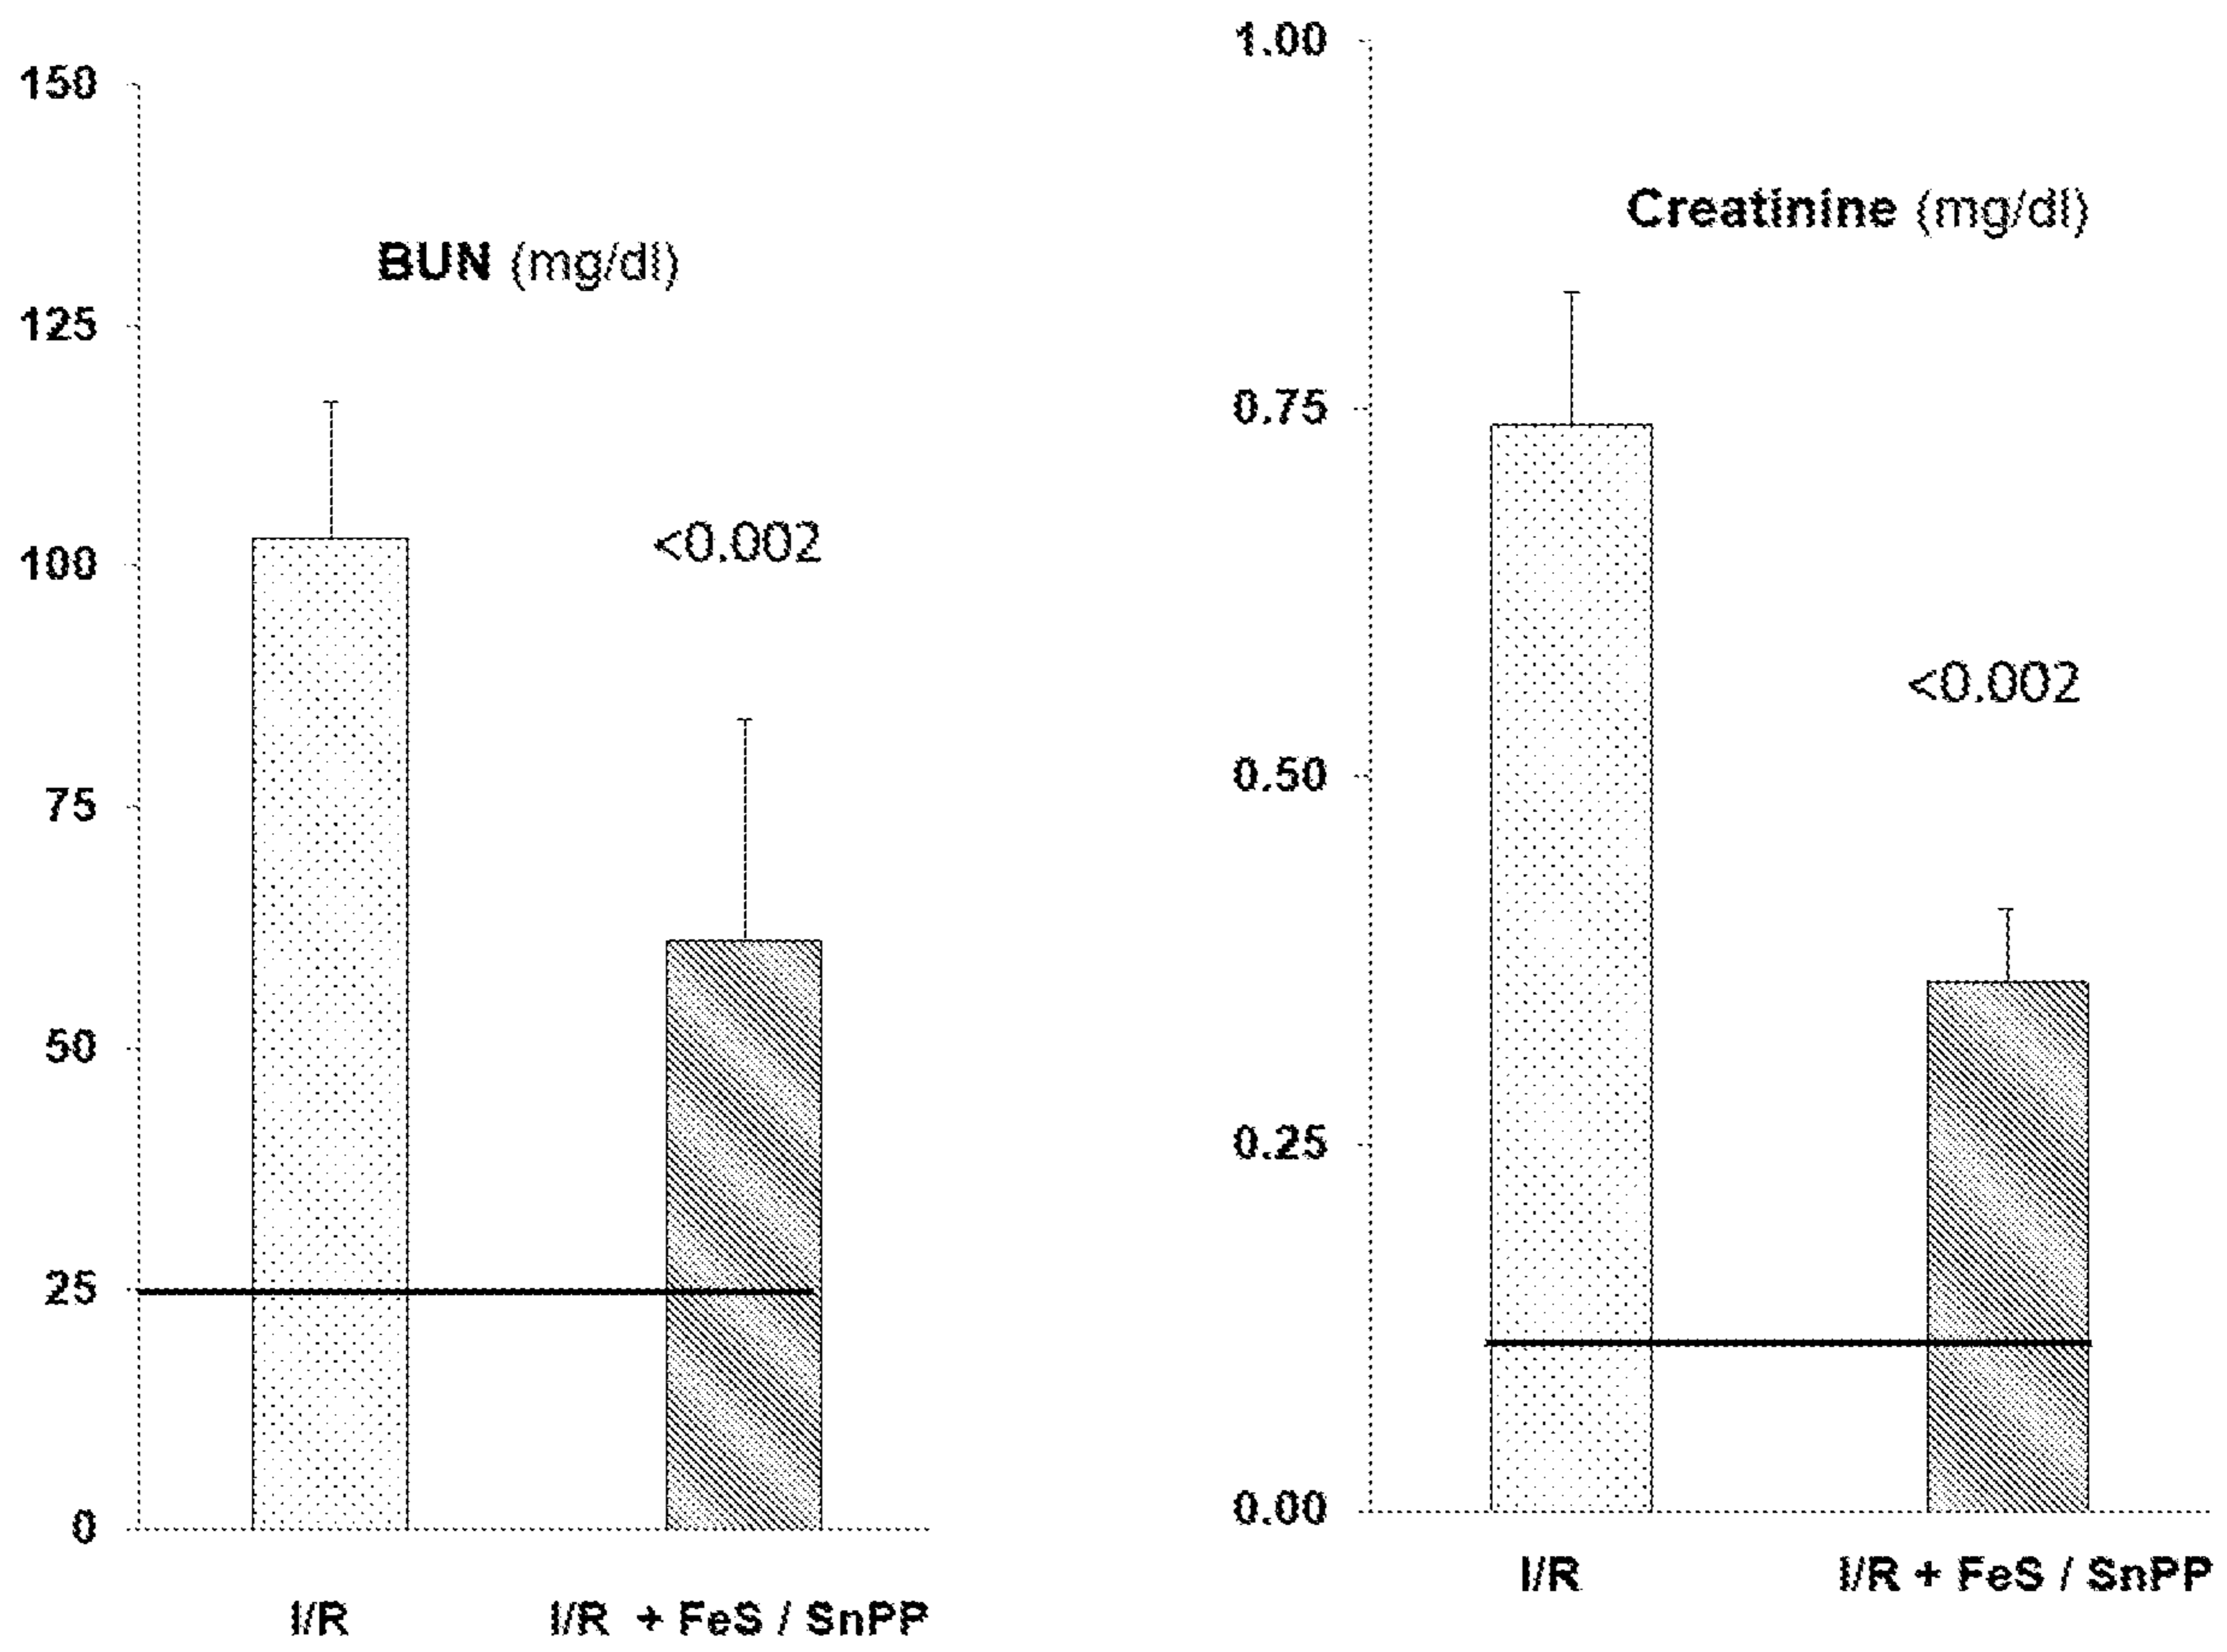 150
125
100
75
50
25
0
BUN (mg/dl)
<0.002
I/R
I/R + FeS / SnPP
1.00
0.75
0.50
0.25
0.00
Creatinine (mg/dl)
<0.002
I/R
I/R + FeS / SnPP